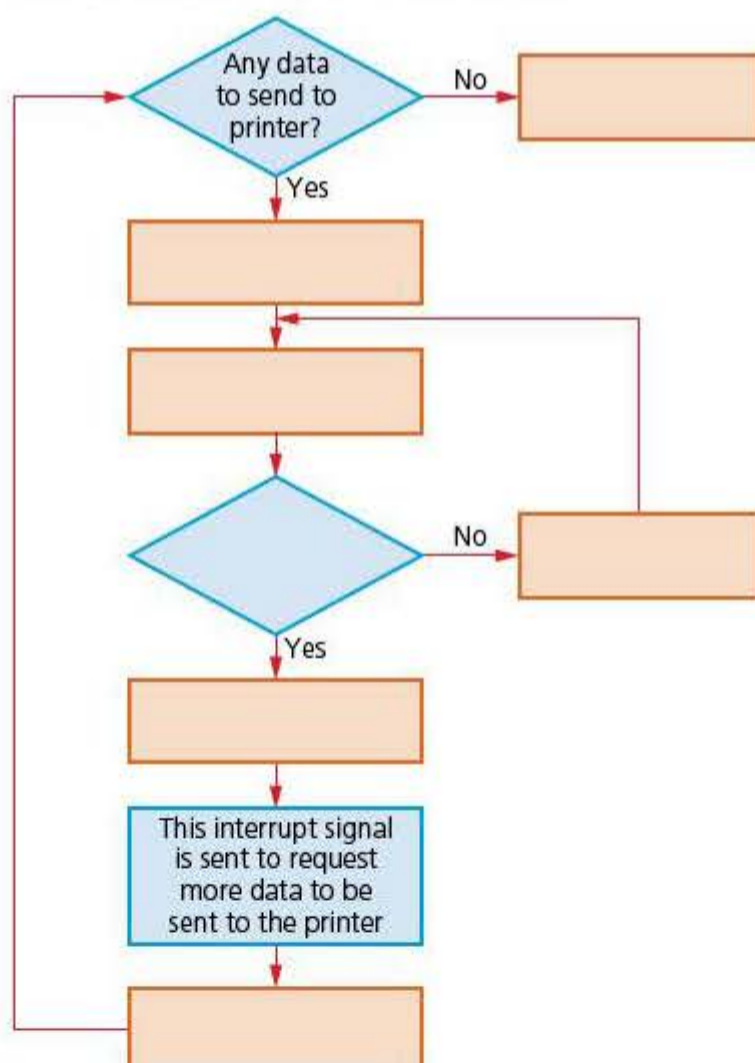 Any data
to send to
printer?
No
Yes
No
Yes
This interrupt signal
is sent to request
more data to be
sent to the printer